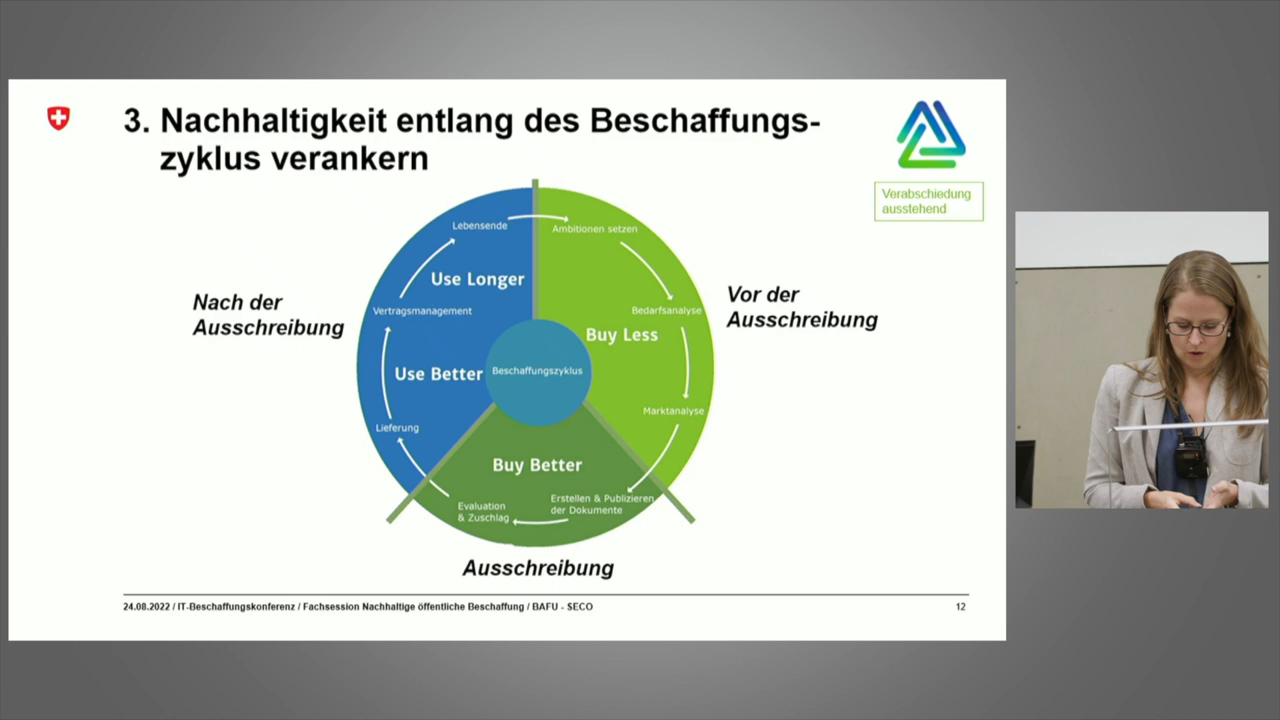 3. Nachhaltigkeit entlang des Beschaffungs-
zyklus verankern
Verabschiedung
ausstehend
Nach der
Ausschreibung
Vor der
Ausschreibung
Lebensende
Ambitionen setzen
Use Longer
Vertragsmanagement
Bedarfsanalyse
Buy Less
Use Better
Beschaffungszyklus
Marktanalyse
Lieferung
Buy Better
Evaluation
& Zuschlag
Erstellen & Publizieren
der Dokumente
Ausschreibung
24.08.2022 / IT-Beschaffungskonferenz / Fachsession Nachhaltige öffentliche Beschaffung / BAFU - SECO
12